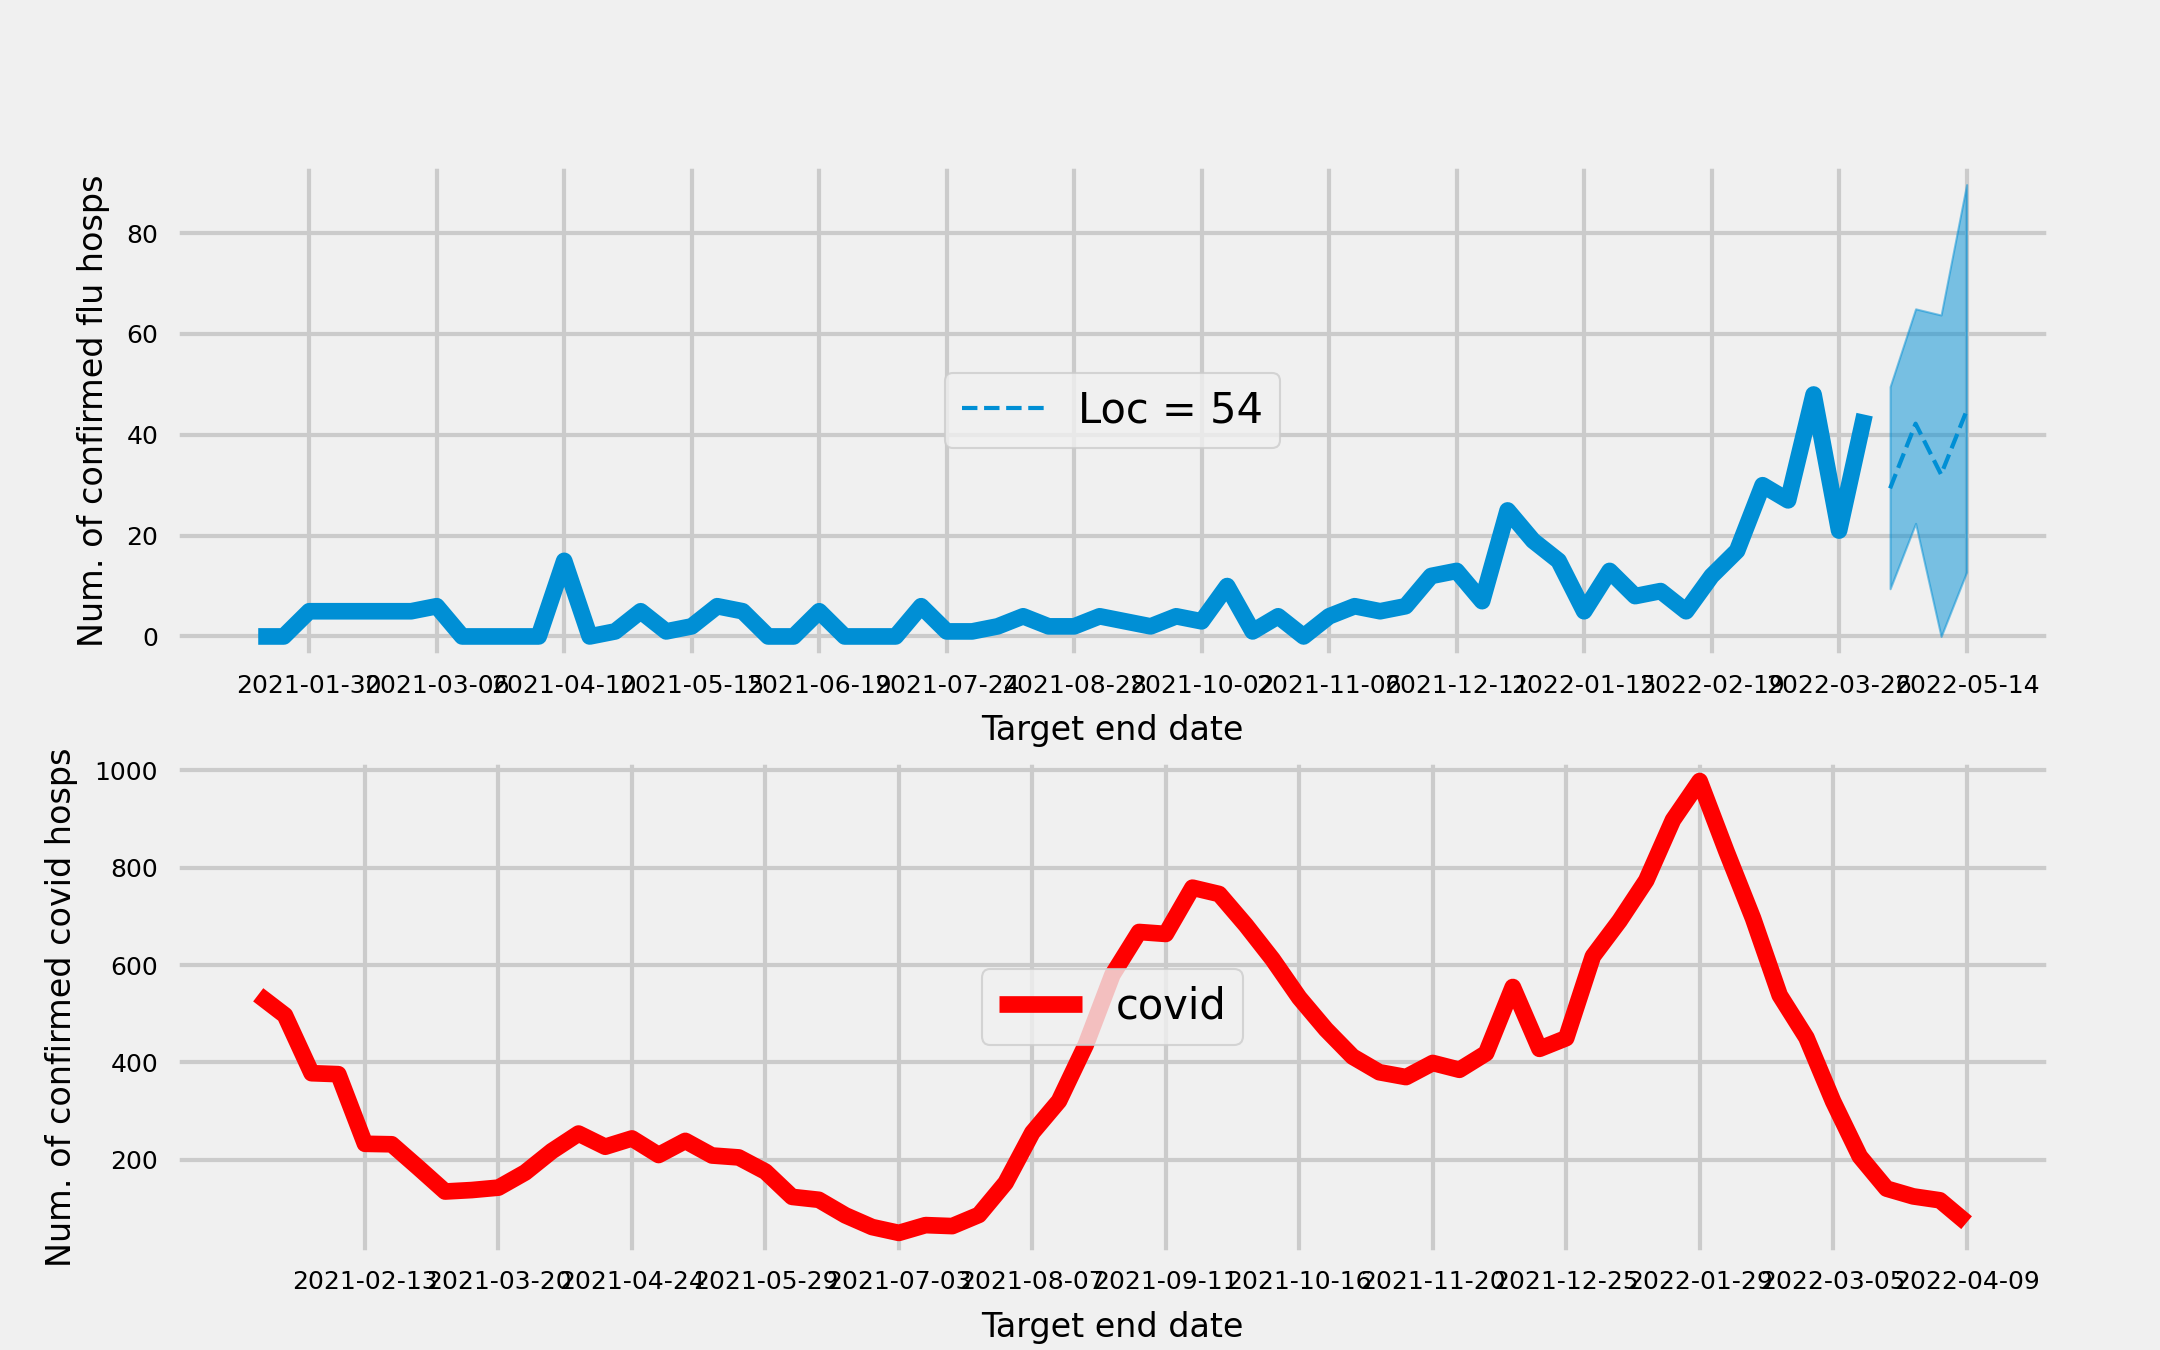 Num. of confirmed flu hosps
80
60
40
20
0
Loc = 54
2021-01-30 2021-03-06 2021-04-10 2021-05-15 2021-06-19 2021-07-24 2021-08-28 2021-10-02 2021-11-06 2021-12-11 2022-01-15 2022-02-19 2022-03-26 2022-05-14
Target end date
Num. of confirmed covid hosps
1000
800
600
400
200
covid
2021-02-13 2021-03-20 2021-04-24 2021-05-29 2021-07-03 2021-08-07 2021-09-11 2021-10-16 2021-11-20 2021-12-25 2022-01-29 2022-03-05 2022-04-09
Target end date